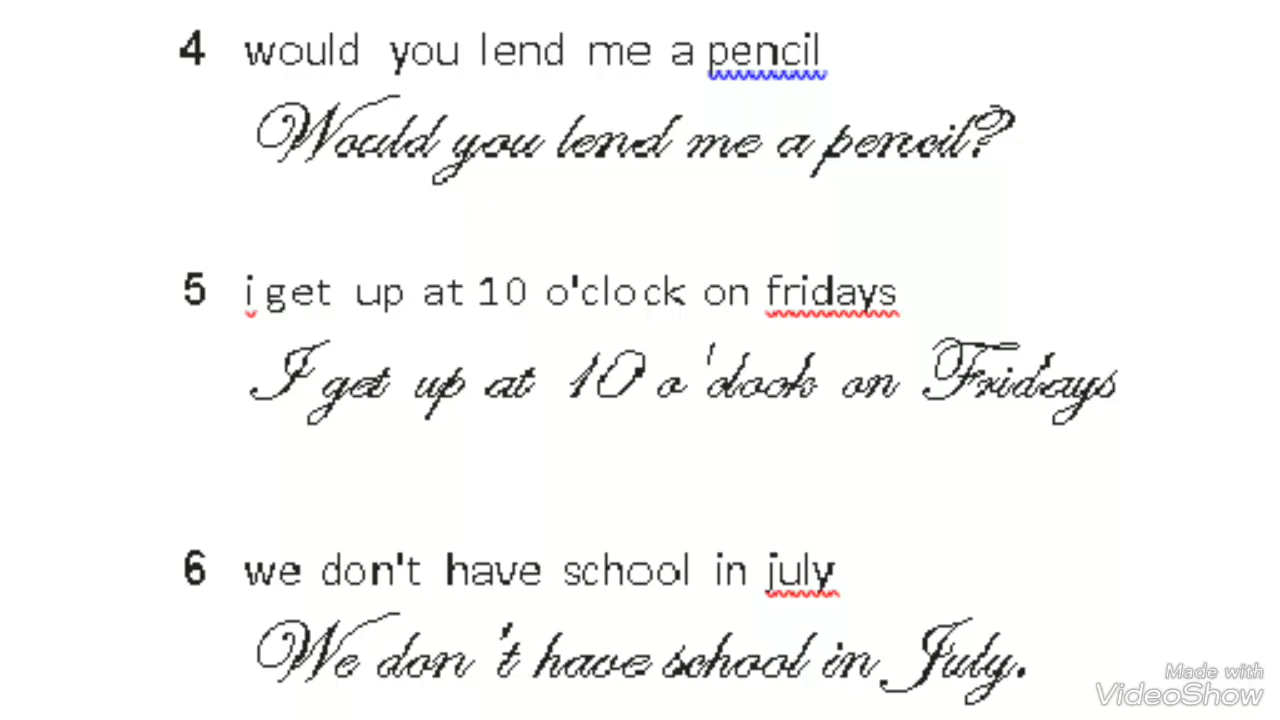 4 would you lend me a pencil
Would you lend me a pencil?
5 i get up at 10 o'clock on fridays
I get up at 10 o'clock on Fridays
6 we don't have school in july
We don't have school in July.
Made with
VideoShow